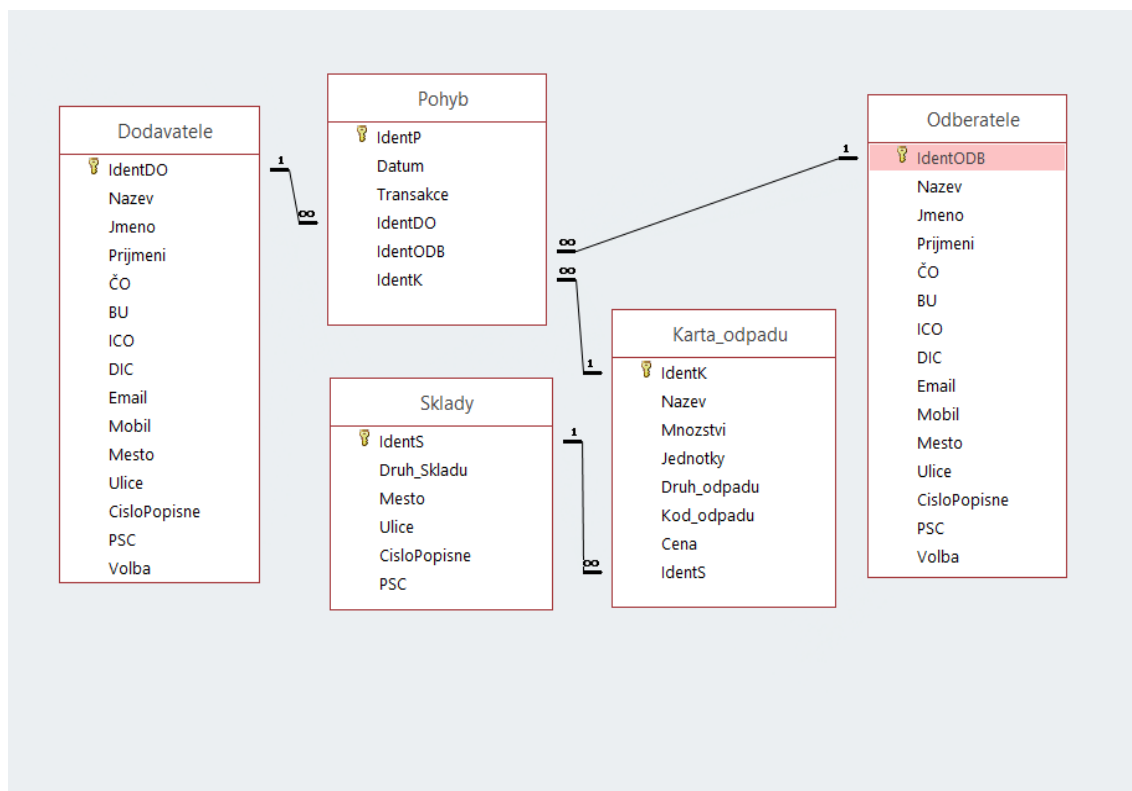 Dodavatele
IdentDO
Nazev
Jmeno
Prijmeni
ČO
BU
ICO
DIC
Email
Mobil
Mesto
Ulice
CisloPopisne
PSC
Volba
1
∞
Pohyb
IdentP
Datum
Transakce
IdentDO
IdentODB
IdentK
∞
1
∞
1
Sklady
IdentS
Druh_Skladu
Mesto
Ulice
CisloPopisne
PSC
1
∞
Karta_odpadu
IdentK
Nazev
Mnozstvi
Jednotky
Druh_odpadu
Kod_odpadu
Cena
IdentS
Odberatele
IdentODB
Nazev
Jmeno
Prijmeni
ČO
BU
ICO
DIC
Email
Mobil
Mesto
Ulice
CisloPopisne
PSC
Volba